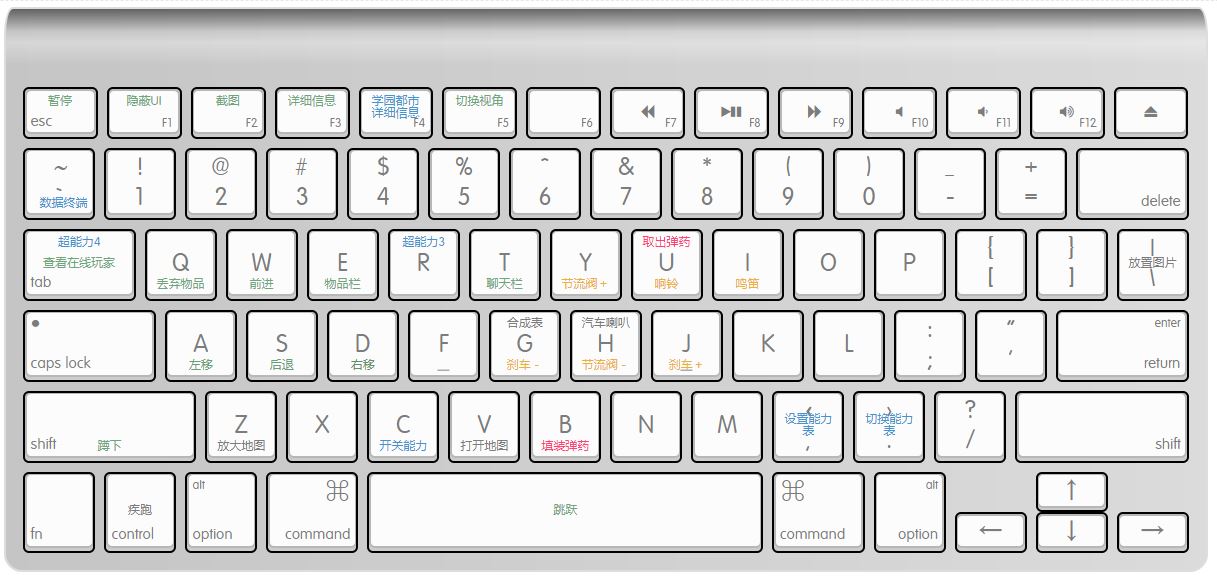 暂停
esc
隐蔽UI
F1
截图
F2
详细信息
F3
学园都市
详细信息
F4
切换视角
F5
F6
F7
F8
F9
F10
F11
F12
~
`
数据终端
!
1
@
2
#
3
$
4
%
5
^
6
&
7
*
8
(
9
)
0
_
-
+
=
delete
超能力4
查看在线玩家
tab
Q
丢弃物品
W
前进
E
物品栏
超能力3
R
T
聊天栏
Y
节流阀 +
取出弹药
U
响铃
I
鸣笛
O
P
[
[
]
]
|
放置图片
\
caps lock
A
左移
S
后退
D
右移
F
合成表
G
刹车 -
汽车喇叭
H
节流阀 -
J
刹车 +
K
L
:
;
”
’
enter
return
shift
蹲下
Z
放大地图
X
C
开关能力
V
打开地图
B
填装弹药
N
M
‹
设置能力
表
,
›
切换能力
表
.
?
/
shift
fn
疾跑
control
alt
option
⌘
command
跳跃
⌘
command
alt
option
←
↑
↓
→